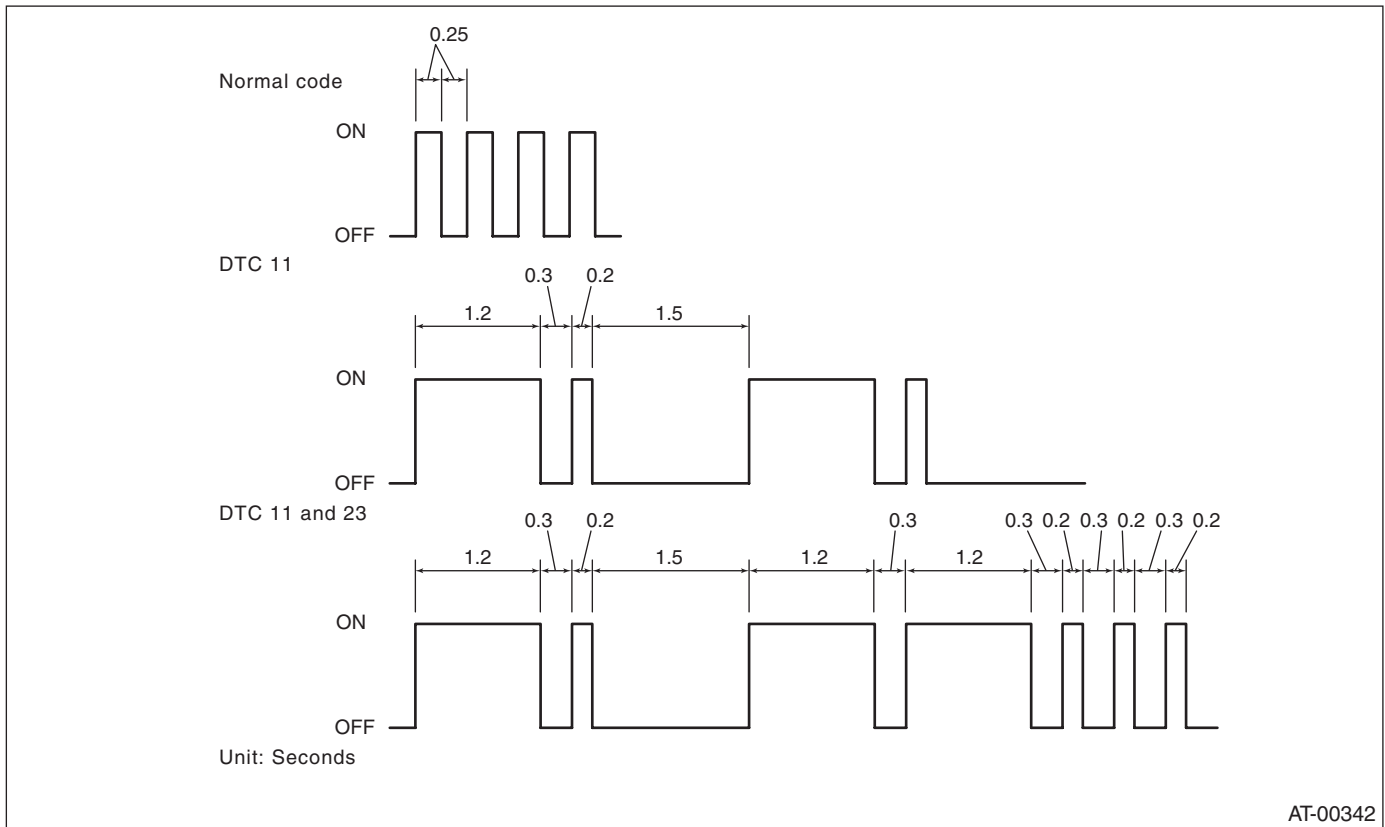 0.25
Normal code
ON
OFF
DTC 11
0.3 0.2
1.2 1.5
ON
OFF
DTC 11 and 23
0.3 0.2 0.3 0.3 0.2 0.3 0.2 0.3 0.2
1.2 1.5 1.2 1.2
ON
OFF
Unit: Seconds
AT-00342